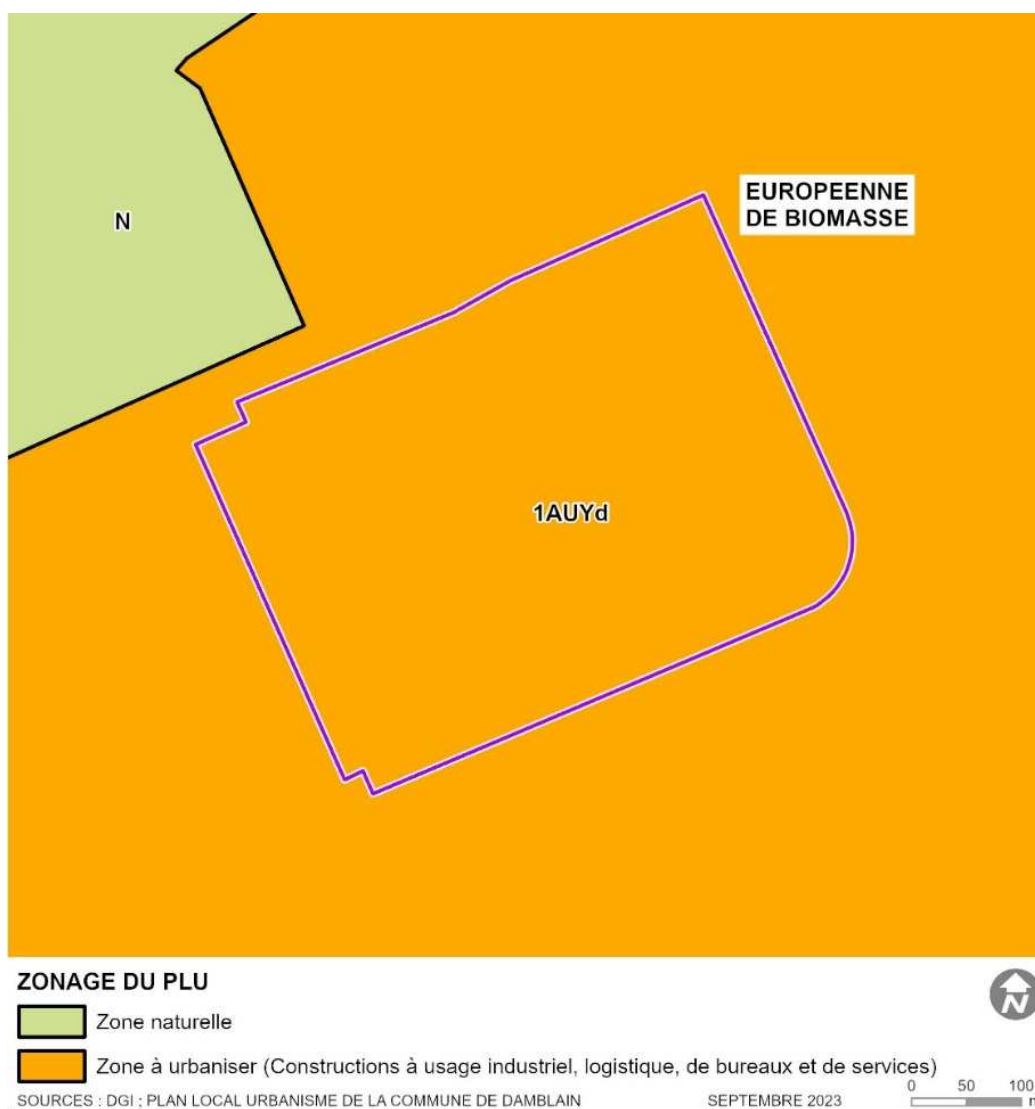 EUROPEENNE
DE BIOMASSE
N
1AUYd
ZONAGE DU PLU
N
Zone naturelle
Zone à urbaniser (Constructions à usage industriel, logistique, de bureaux et de services)
SOURCES : DGI ; PLAN LOCAL URBANISME DE LA COMMUNE DE DAMBLAIN
SEPTEMBRE 2023
0 50 100